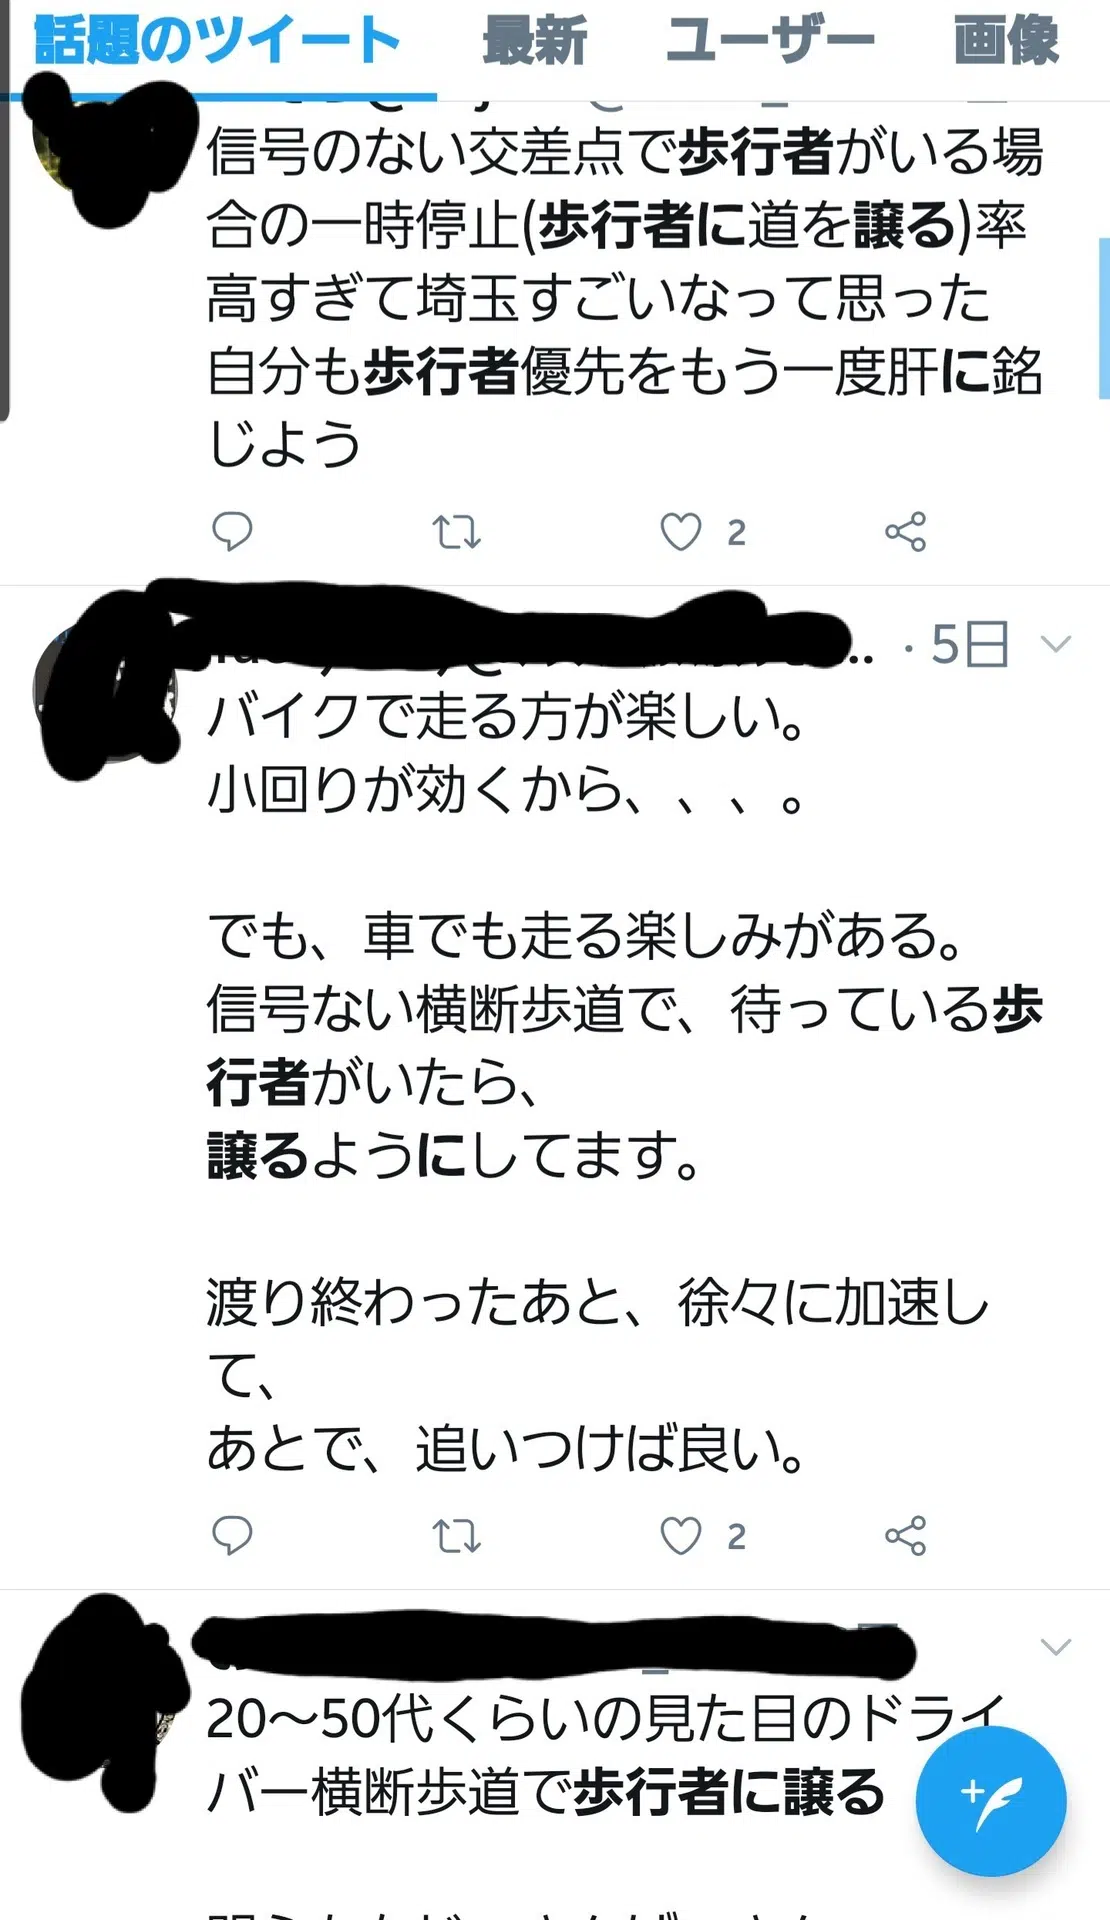 話題のツイート 最新 ユーザー 画像
信号のない交差点で歩行者がいる場
合の一時停止(歩行者に道を譲る)率
高すぎて埼玉すごいなって思った
自分も歩行者優先をもう一度肝に銘
じよう
2
.. ・5日
バイクで走る方が楽しい。
小回りが効くから、、、。
でも、車でも走る楽しみがある。
信号ない横断歩道で、待っている歩
行者がいたら、
譲るようにしてます。
渡り終わったあと、徐々に加速し
て、
あとで、追いつけば良い。
2
20〜50代くらいの見た目のドライ
バー横断歩道で歩行者に譲る